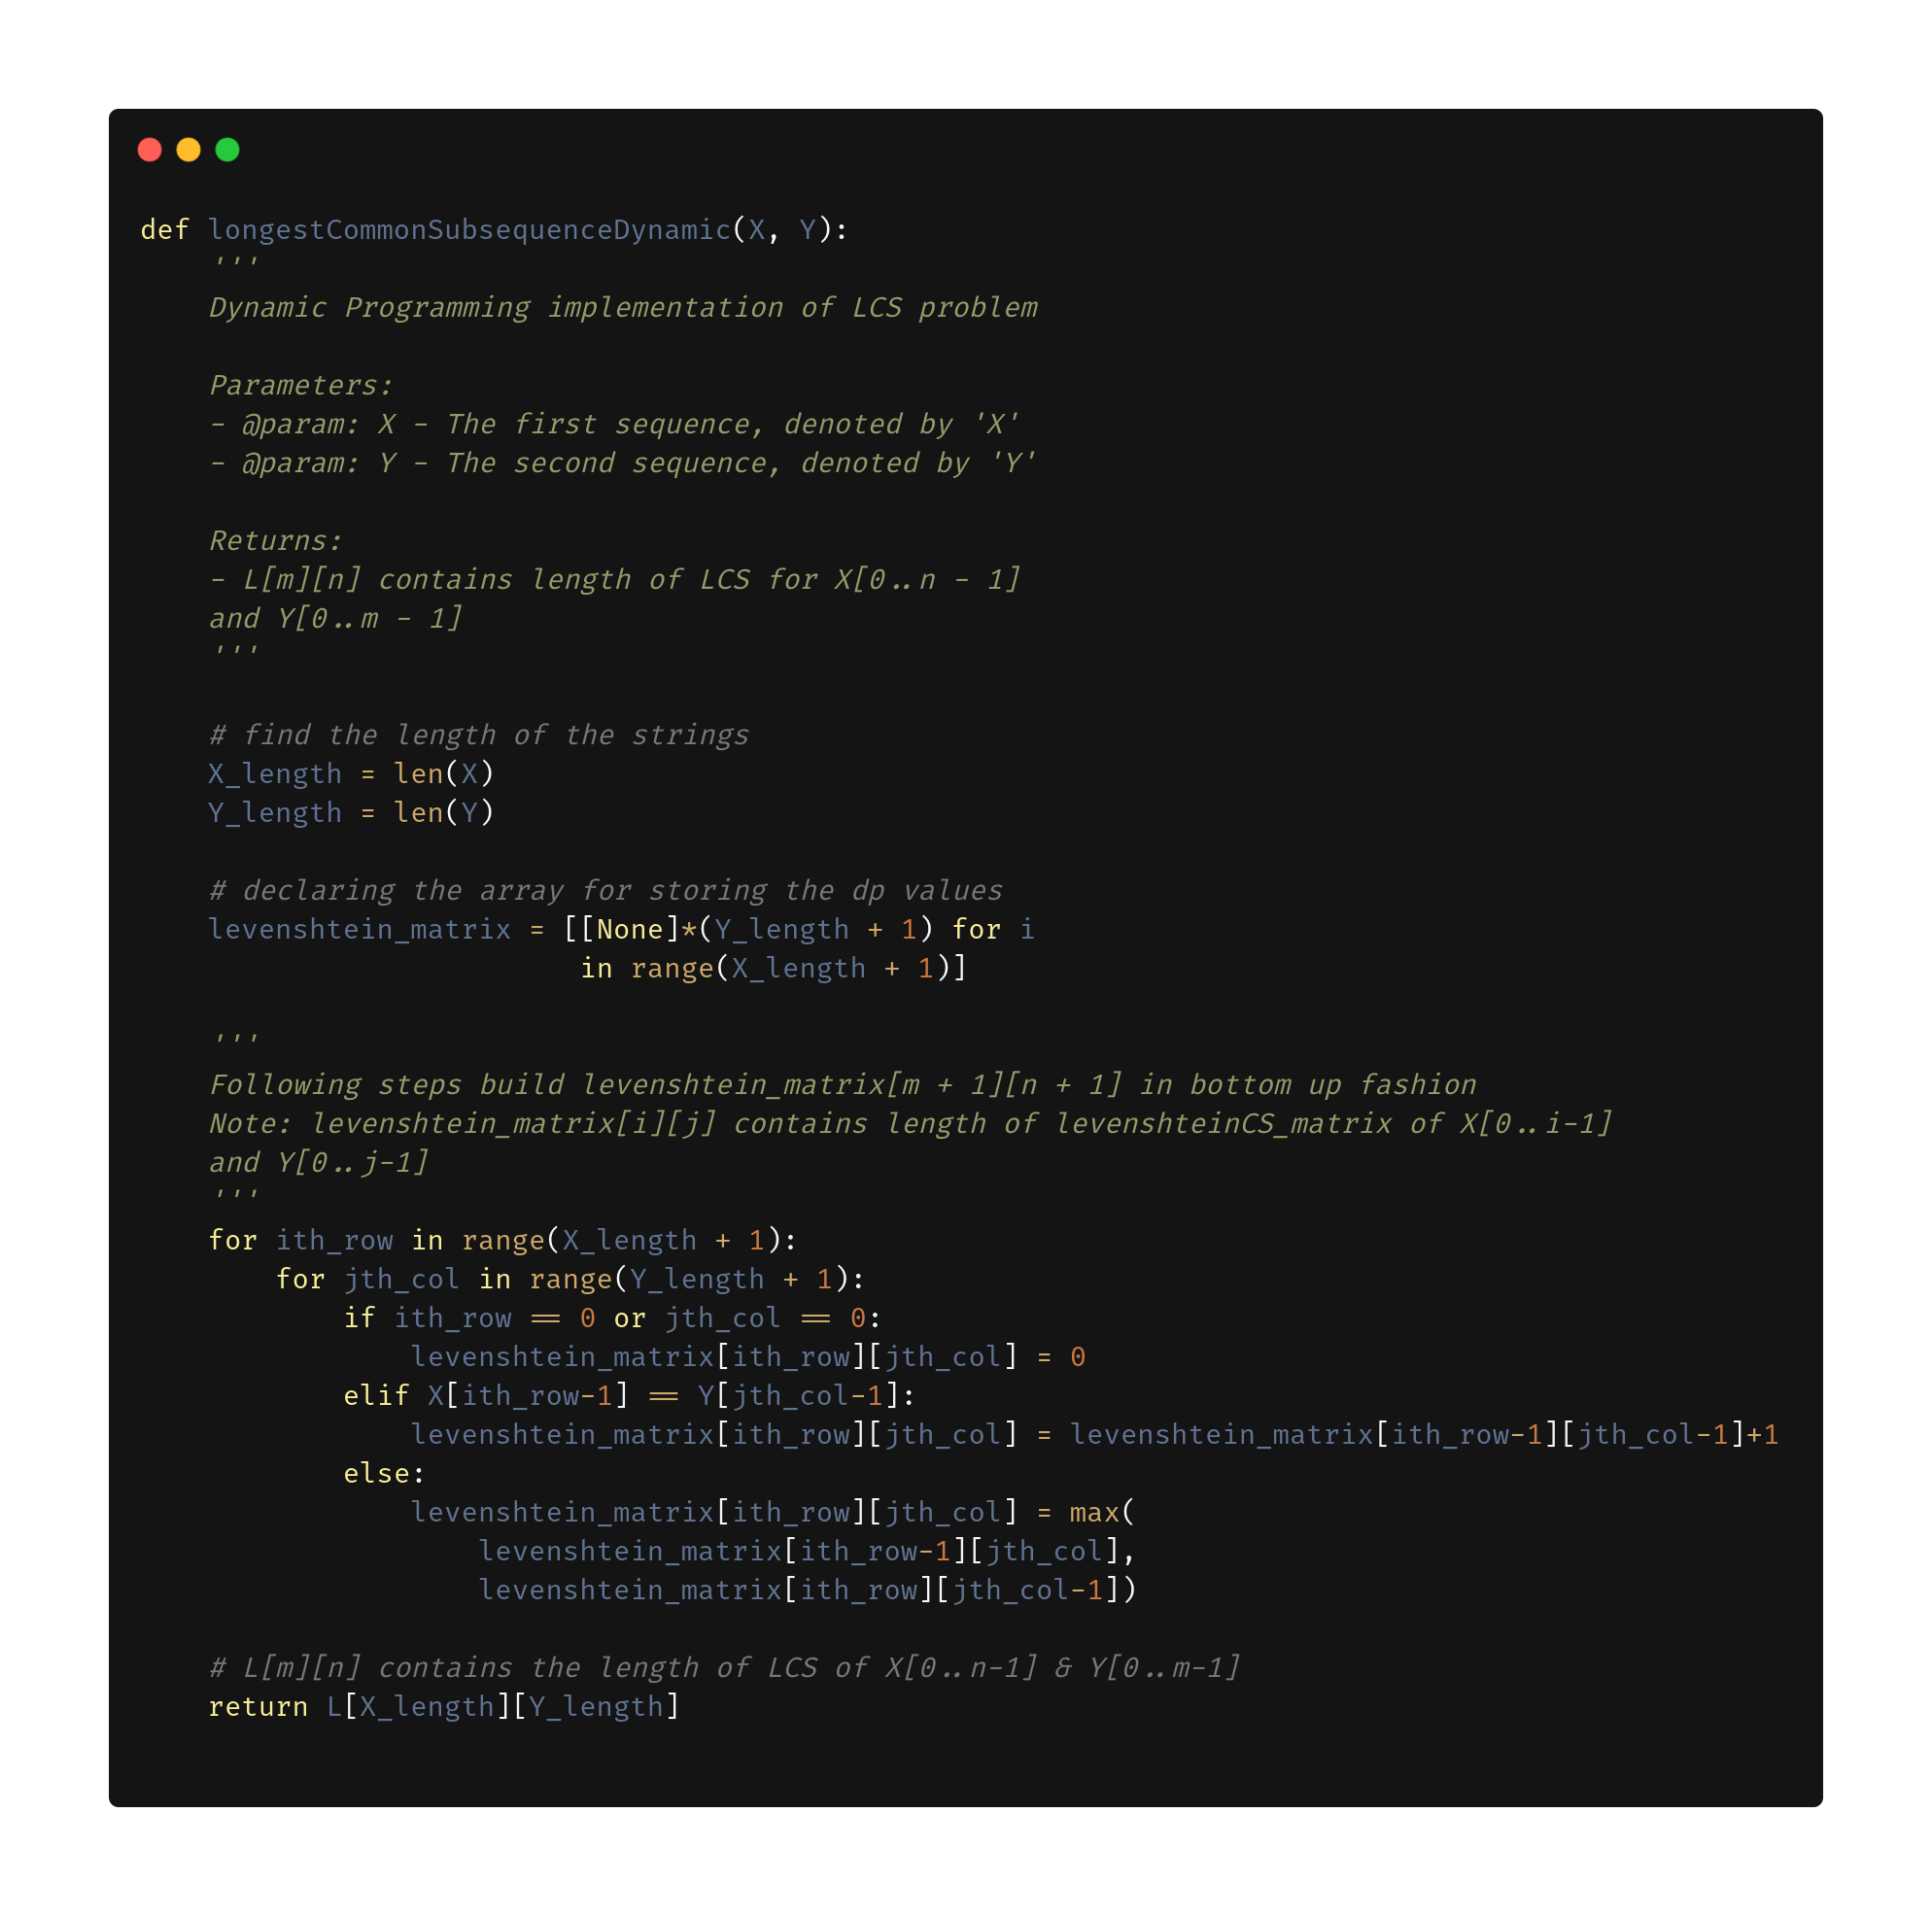 def longestCommonSubsequenceDynamic(X, Y):
    '''
    Dynamic Programming implementation of LCS problem

    Parameters:
    - @param: X - The first sequence, denoted by 'X'
    - @param: Y - The second sequence, denoted by 'Y'

    Returns:
    - L[m][n] contains length of LCS for X[0..n - 1]
    and Y[0..m - 1]
    '''

    # find the length of the strings
    X_length = len(X)
    Y_length = len(Y)

    # declaring the array for storing the dp values
    levenshtein_matrix = [[None]*(Y_length + 1) for i
                          in range(X_length + 1)]

    '''
    Following steps build levenshtein_matrix[m + 1][n + 1] in bottom up fashion
    Note: levenshtein_matrix[i][j] contains length of levenshteinCS_matrix of X[0..i-1]
    and Y[0..j-1]
    '''
    for ith_row in range(X_length + 1):
        for jth_col in range(Y_length + 1):
            if ith_row == 0 or jth_col == 0:
                levenshtein_matrix[ith_row][jth_col] = 0
            elif X[ith_row-1] == Y[jth_col-1]:
                levenshtein_matrix[ith_row][jth_col] = levenshtein_matrix[ith_row-1][jth_col-1]+1
            else:
                levenshtein_matrix[ith_row][jth_col] = max(
                    levenshtein_matrix[ith_row-1][jth_col],
                    levenshtein_matrix[ith_row][jth_col-1])

    # L[m][n] contains the length of LCS of X[0..n-1] & Y[0..m-1]
    return L[X_length][Y_length]